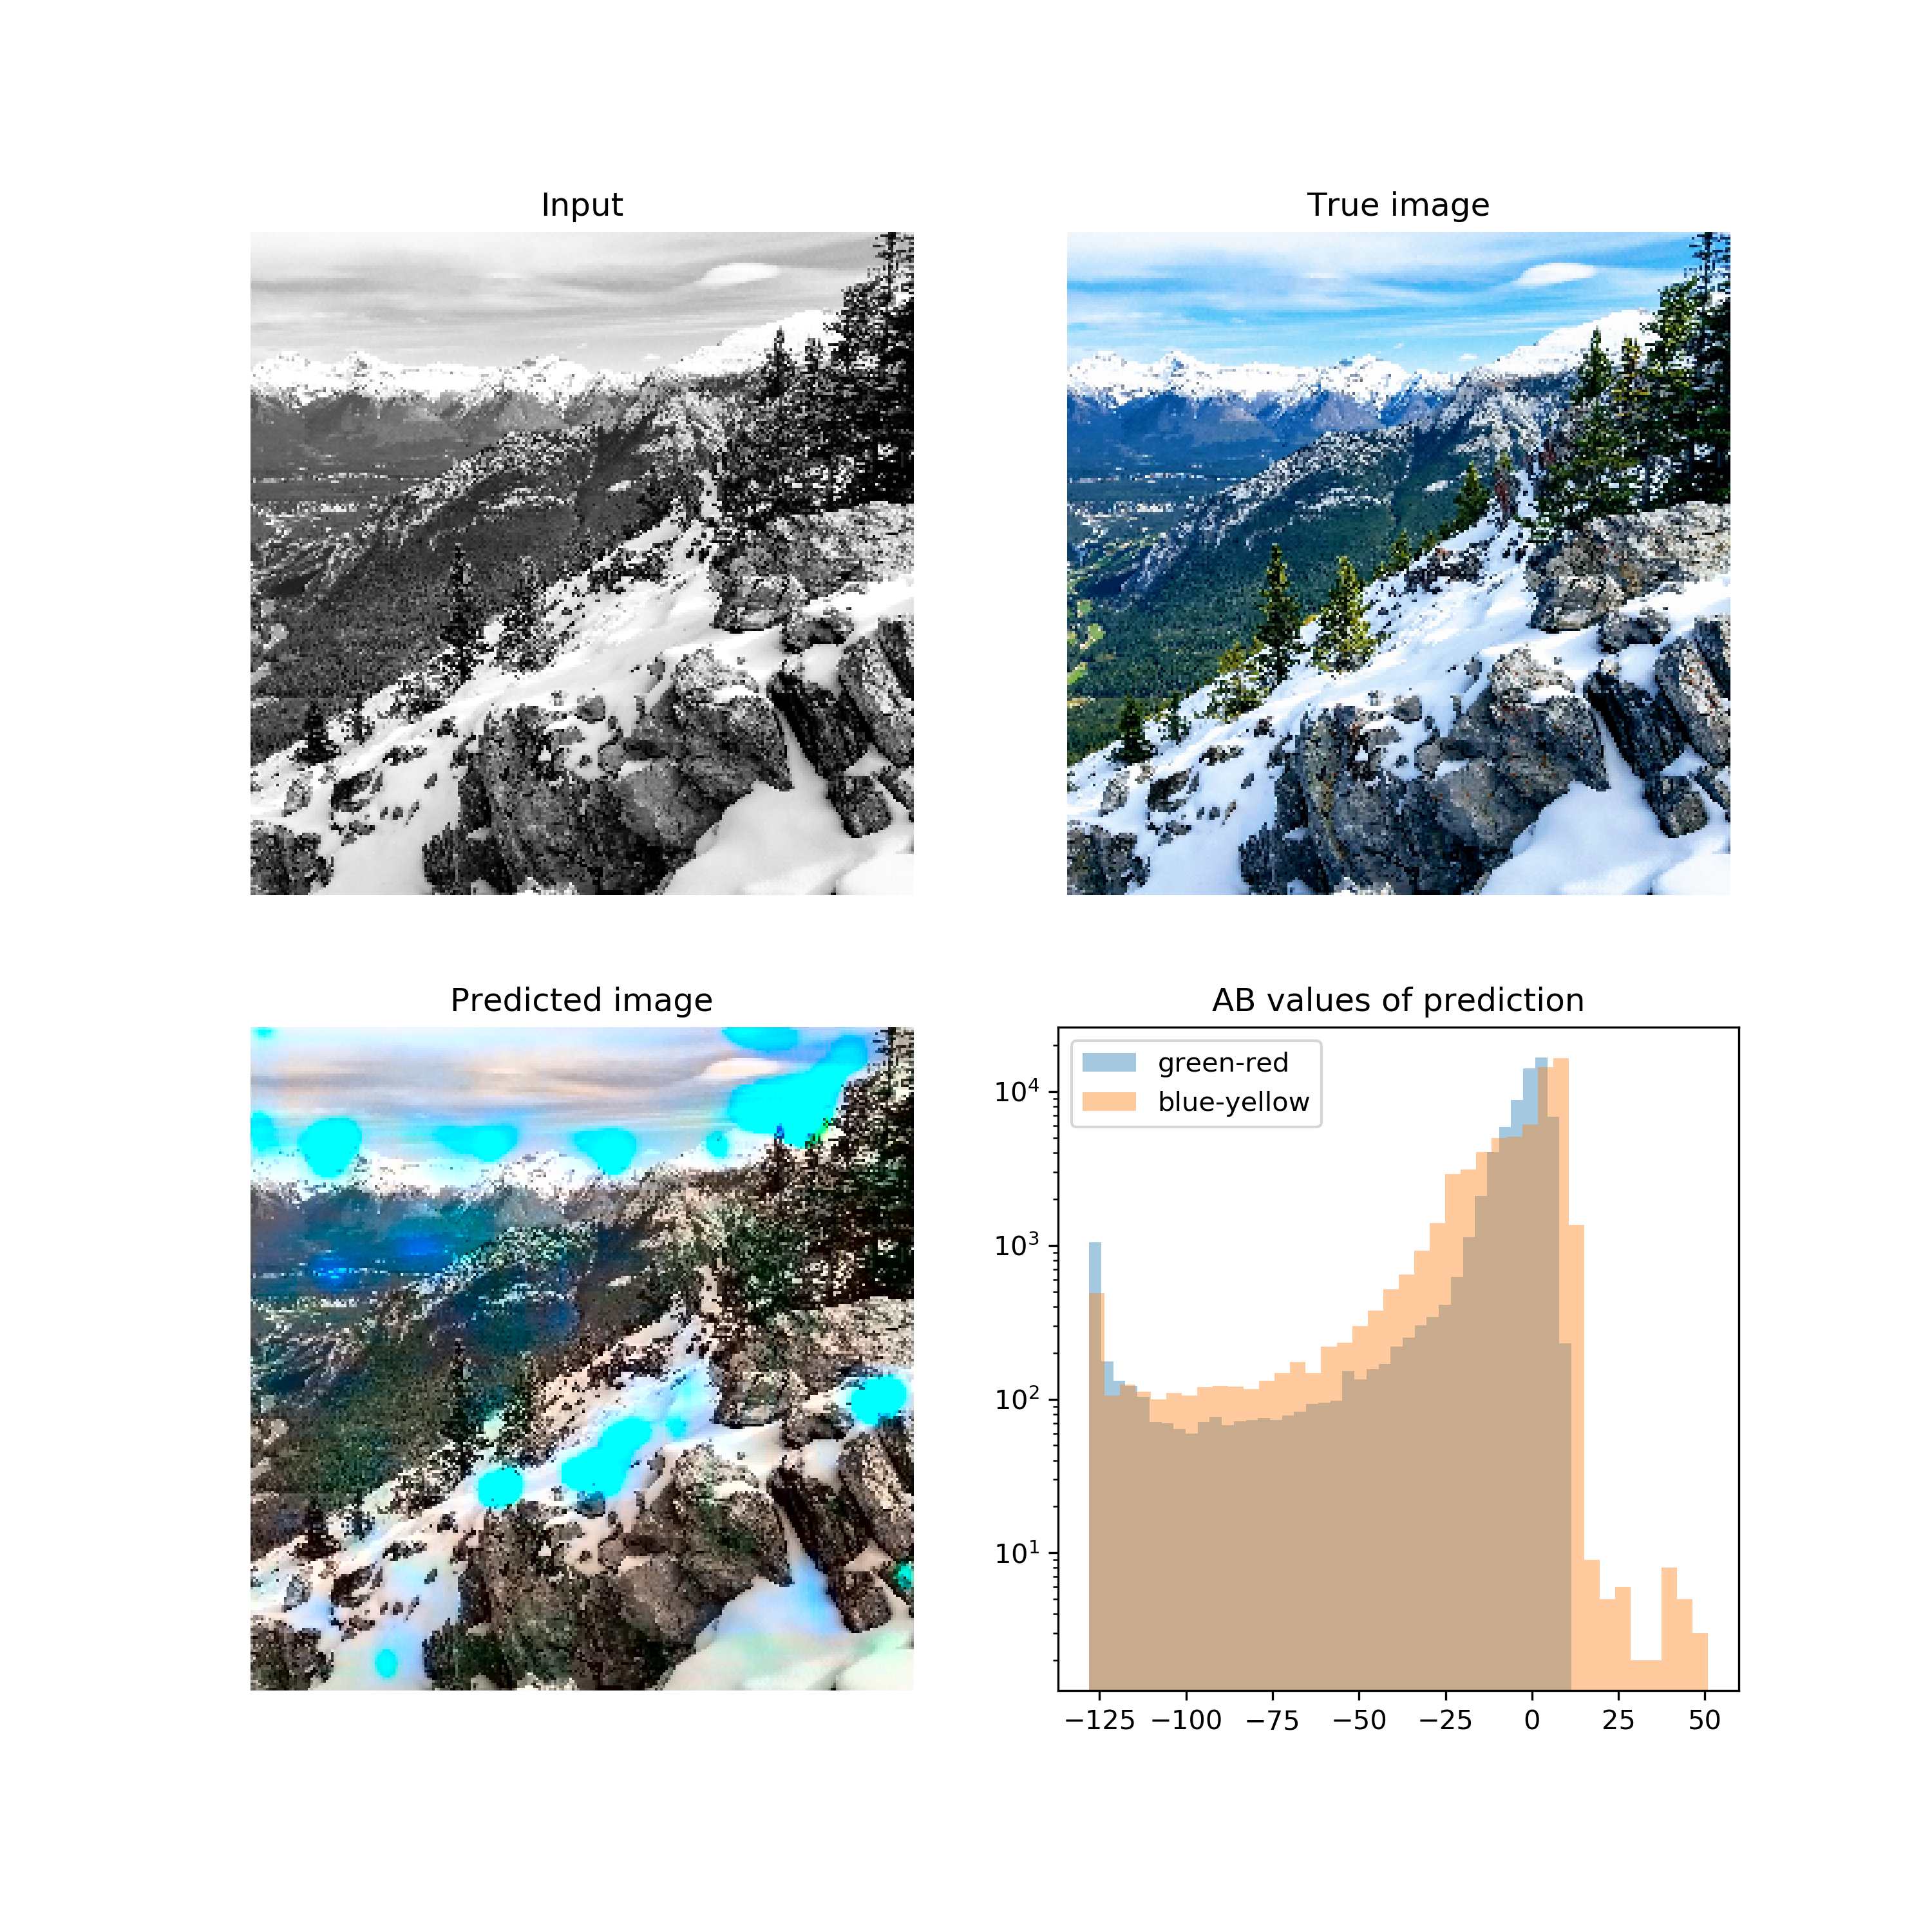 Input
True image
Predicted image
AB values of prediction
green-red
blue-yellow
10⁴
10³
10²
10¹
−125 −100 −75 −50 −25 0 25 50